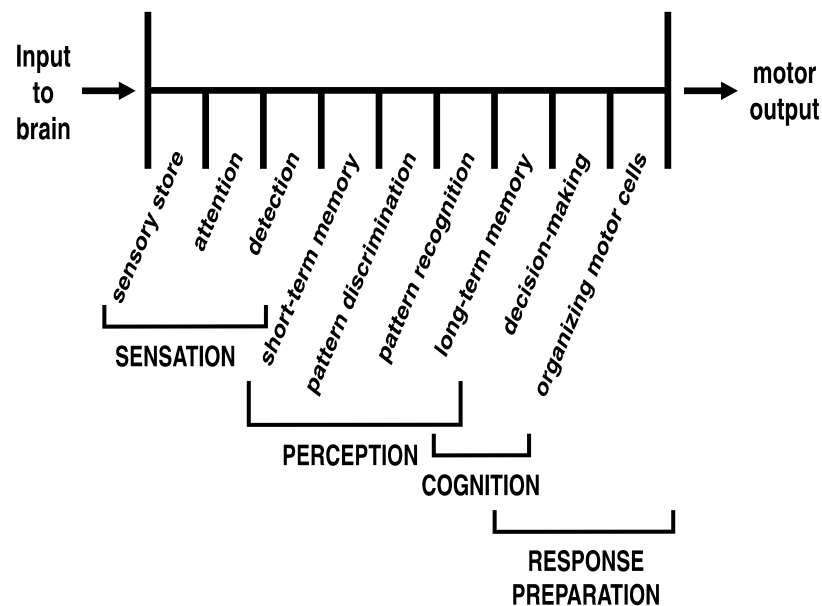 Input
to
brain
motor
output
sensory store
attention
detection
short-term memory
pattern discrimination
pattern recognition
long-term memory
decision-making
organizing motor cells
SENSATION
PERCEPTION
COGNITION
RESPONSE
PREPARATION